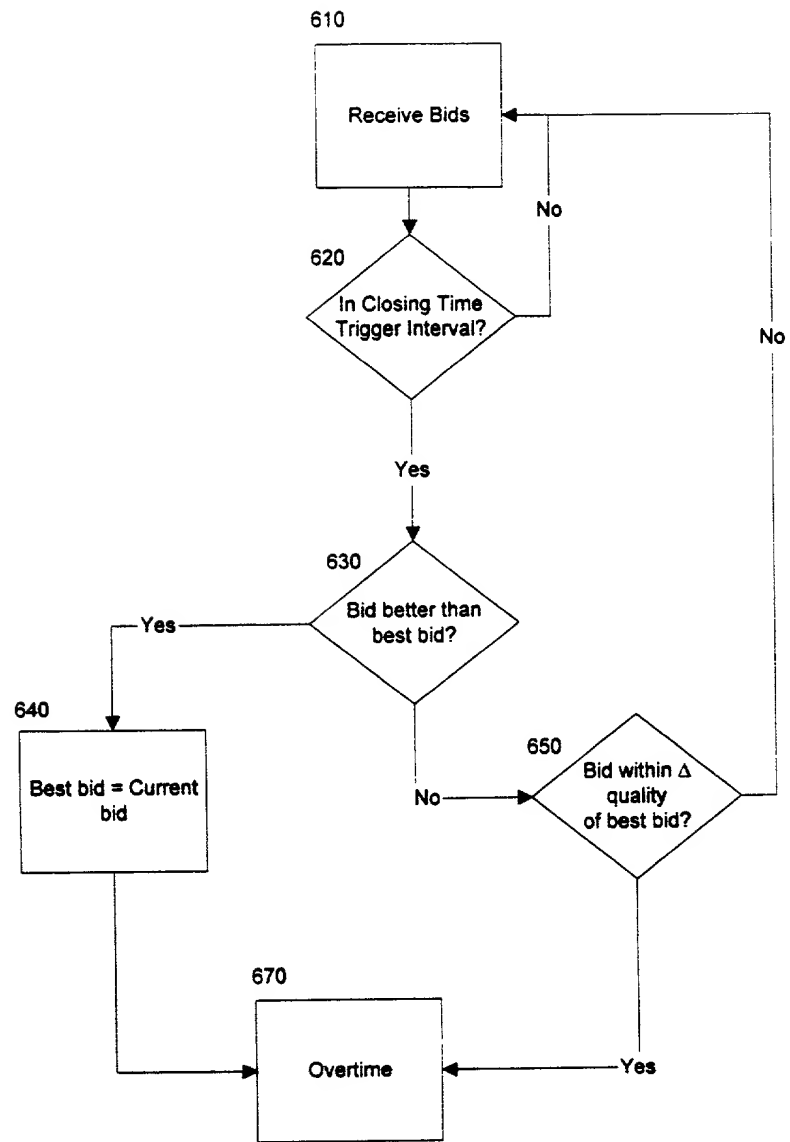 610
Receive Bids
No
620
In Closing Time
Trigger Interval?
No
Yes
630
Bid better than
best bid?
Yes
640
Best bid = Current
bid
650
Bid within Δ
quality
of best bid?
No
670
Overtime
Yes